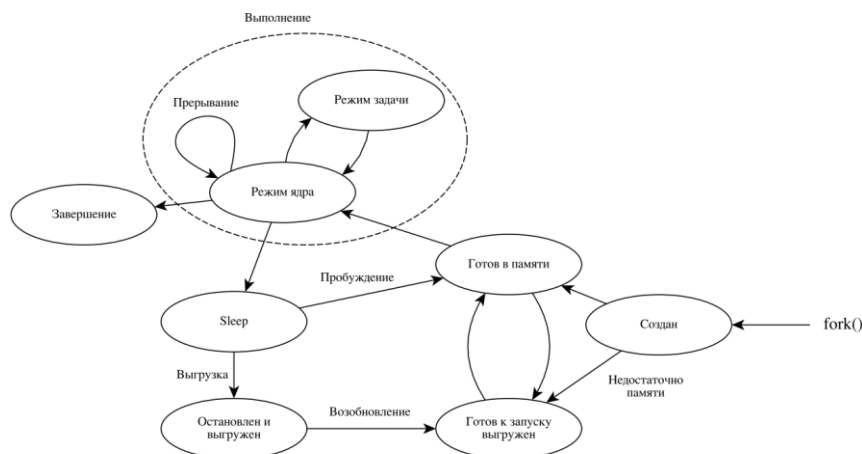 Выполнение
Прерывание
Режим задачи
Режим ядра
Завершение
Готов в памяти
Пробуждение
Sleep
Создан
fork()
Выгрузка
Недостаточно
памяти
Остановлен и
выгружен
Возобновление
Готов к запуску
выгружен